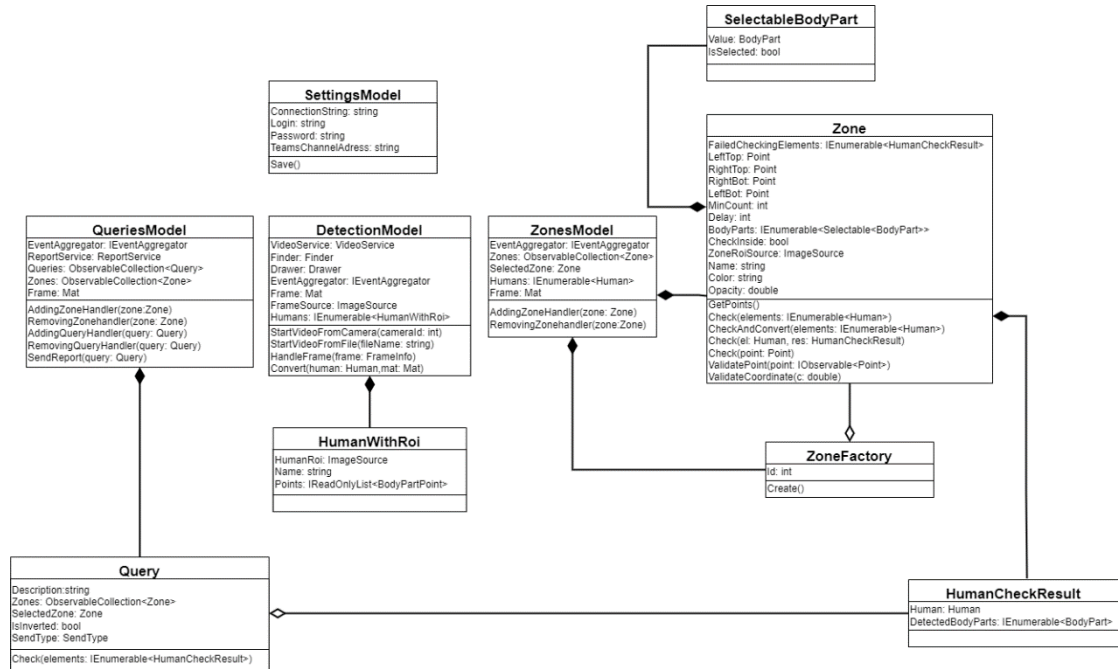 SelectableBodyPart
Value: BodyPart
IsSelected: bool
SettingsModel
ConnectionString: string
Login: string
Password: string
TeamsChannelAdress: string
Save()
Zone
FailedCheckingElements: IEnumerable<HumanCheckResult>
LeftTop: Point
RightTop: Point
RightBot: Point
LeftBot: Point
MinCount: int
Delay: int
BodyParts: IEnumerable<Selectable<BodyPart>>
CheckInside: bool
ZoneRoiSource: ImageSource
Name: string
Color: string
Opacity: double
GetPoints()
Check(elements: IEnumerable<Human>)
CheckAndConvert(elements: IEnumerable<Human>)
Check(el: Human, res: HumanCheckResult)
Check(point: Point)
ValidatePoint(point: IObservable<Point>)
ValidateCoordinate(c: double)
QueriesModel
EventAggregator: IEventAggregator
ReportService: ReportService
Queries: ObservableCollection<Query>
Zones: ObservableCollection<Zone>
Frame: Mat
AddingZoneHandler(zone:Zone)
RemovingZonehandler(zone: Zone)
AddingQueryHandler(query: Query)
RemovingQueryHandler(query: Query)
SendReport(query: Query)
DetectionModel
VideoService: VideoService
Finder: Finder
Drawer: Drawer
EventAggregator: IEventAggregator
Frame: Mat
FrameSource: ImageSource
Humans: IEnumerable<HumanWithRoi>
StartVideoFromCamera(cameraId: int)
StartVideoFromFile(fileName: string)
HandleFrame(frame: FrameInfo)
Convert(human: Human,mat: Mat)
ZonesModel
EventAggregator: IEventAggregator
Zones: ObservableCollection<Zone>
SelectedZone: Zone
Humans: IEnumerable<Human>
Frame: Mat
AddingZoneHandler(zone: Zone)
RemovingZonehandler(zone:Zone)
HumanWithRoi
HumanRoi: ImageSource
Name: string
Points: IReadOnlyList<BodyPartPoint>
ZoneFactory
Id: int
Create()
Query
Description:string
Zones: ObservableCollection<Zone>
SelectedZone: Zone
IsInverted: bool
SendType: SendType
Check(elements: IEnumerable<HumanCheckResult>)
HumanCheckResult
Human: Human
DetectedBodyParts: IEnumerable<BodyPart>